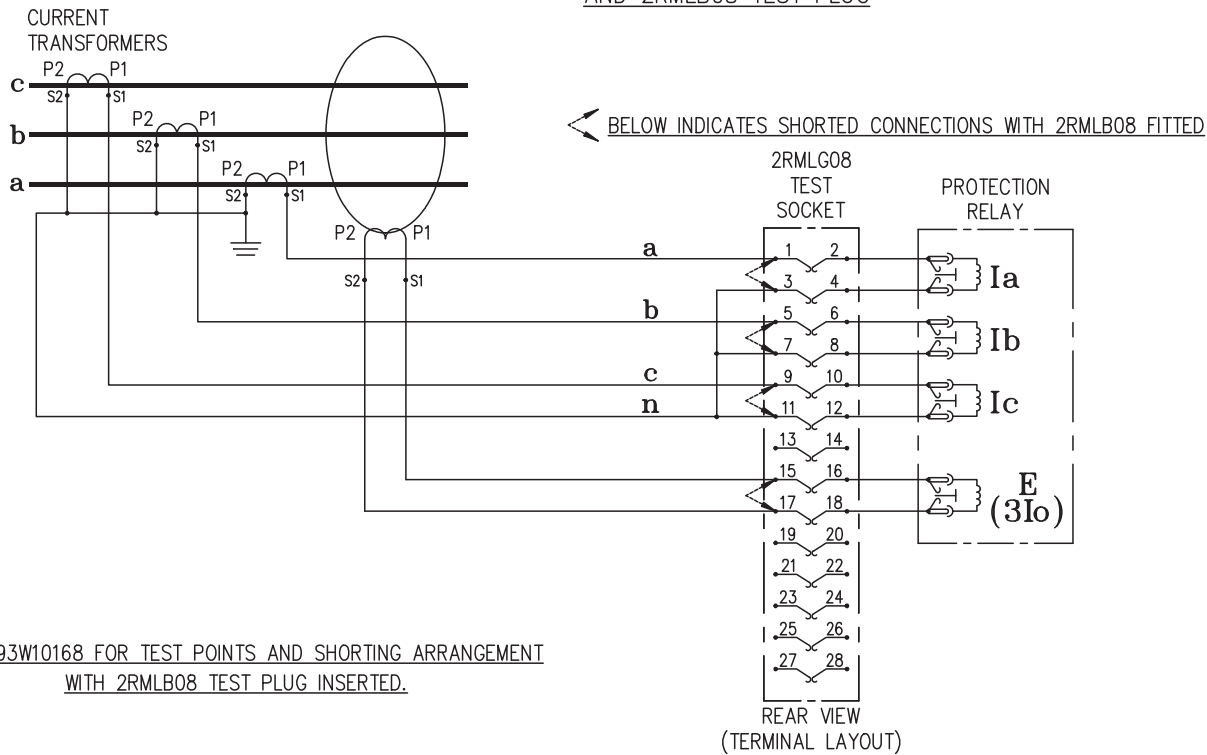 AND 2RMLB08 TEST PLUG
CURRENT
TRANSFORMERS
P2 P1
c
S2 S1
P2 P1
b
S2 S1
P2 P1
a
S2 S1
BELOW INDICATES SHORTED CONNECTIONS WITH 2RMLB08 FITTED
2RMLG08
TEST
SOCKET
PROTECTION
RELAY
P2 P1
S2 S1
a
1 2
3 4
Ia
b
5 6
7 8
Ib
c
9 10
n
11 12
Ic
13 14
15 16
17 18
E
(3Io)
19 20
21 22
23 24
25 26
27 28
93W10168 FOR TEST POINTS AND SHORTING ARRANGEMENT
WITH 2RMLB08 TEST PLUG INSERTED.
REAR VIEW
(TERMINAL LAYOUT)